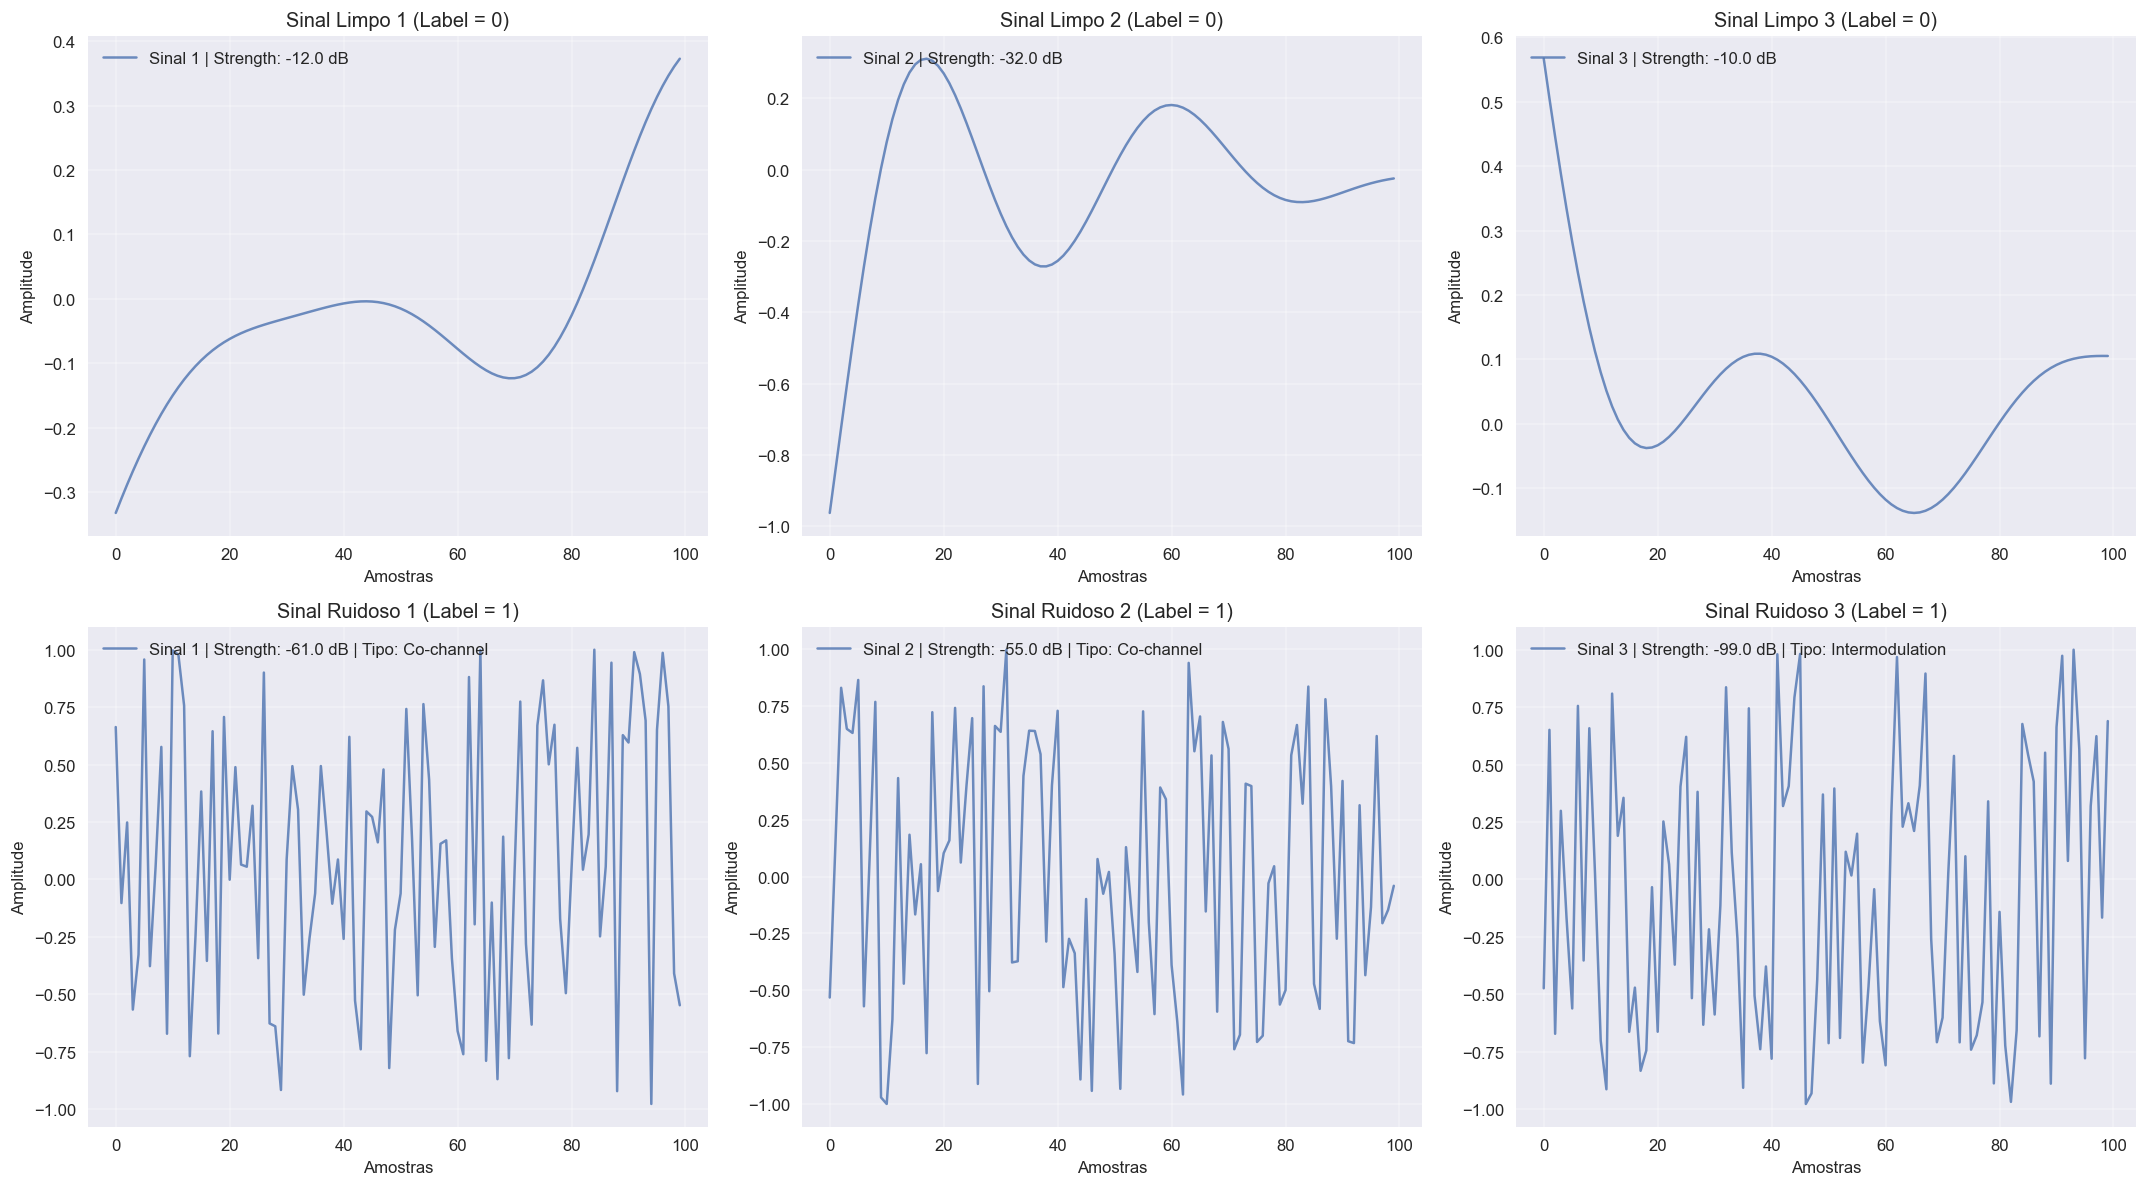 Sinal Limpo 1 (Label = 0)
Sinal 1 | Strength: -12.0 dB
0.4
0.3
0.2
0.1
0.0
−0.1
−0.2
−0.3
Amplitude
0 20 40 60 80 100
Amostras
Sinal Limpo 2 (Label = 0)
Sinal 2 | Strength: -32.0 dB
0.2
0.0
−0.2
−0.4
−0.6
−0.8
−1.0
Amplitude
0 20 40 60 80 100
Amostras
Sinal Limpo 3 (Label = 0)
Sinal 3 | Strength: -10.0 dB
0.6
0.5
0.4
0.3
0.2
0.1
0.0
−0.1
Amplitude
0 20 40 60 80 100
Amostras
Sinal Ruidoso 1 (Label = 1)
Sinal 1 | Strength: -61.0 dB | Tipo: Co-channel
1.00
0.75
0.50
0.25
0.00
−0.25
−0.50
−0.75
−1.00
Amplitude
0 20 40 60 80 100
Amostras
Sinal Ruidoso 2 (Label = 1)
Sinal 2 | Strength: -55.0 dB | Tipo: Co-channel
1.00
0.75
0.50
0.25
0.00
−0.25
−0.50
−0.75
−1.00
Amplitude
0 20 40 60 80 100
Amostras
Sinal Ruidoso 3 (Label = 1)
Sinal 3 | Strength: -99.0 dB | Tipo: Intermodulation
1.00
0.75
0.50
0.25
0.00
−0.25
−0.50
−0.75
−1.00
Amplitude
0 20 40 60 80 100
Amostras